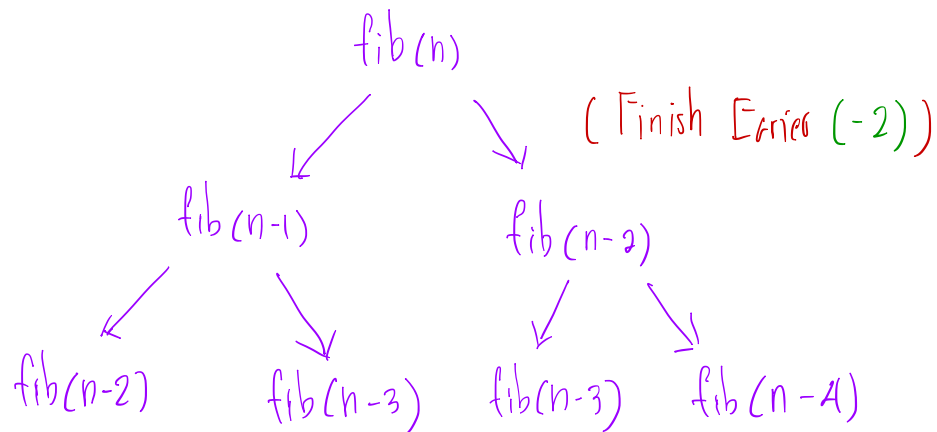 fib(n)
(Finish Earier (-2))
fib(n-1)
fib(n-2)
fib(n-2)
fib(n-3)
fib(n-3)
fib(n-4)